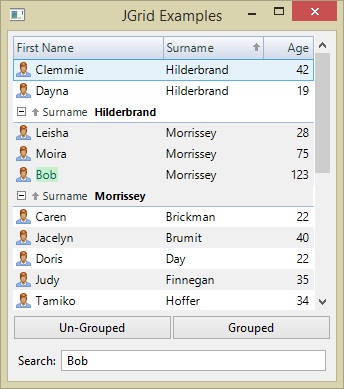 JGrid Examples
First Name Surname Age
Clemmie Hilderbrand 42
Dayna Hilderbrand 19
Surname Hilderbrand
Leisha Morrissey 28
Moira Morrissey 75
Bob Morrissey 123
Surname Morrissey
Caren Brickman 22
Jacelyn Brumit 40
Doris Day 22
Judy Finnegan 35
Tamiko Hoffer 34
Un-Grouped Grouped
Search: Bob